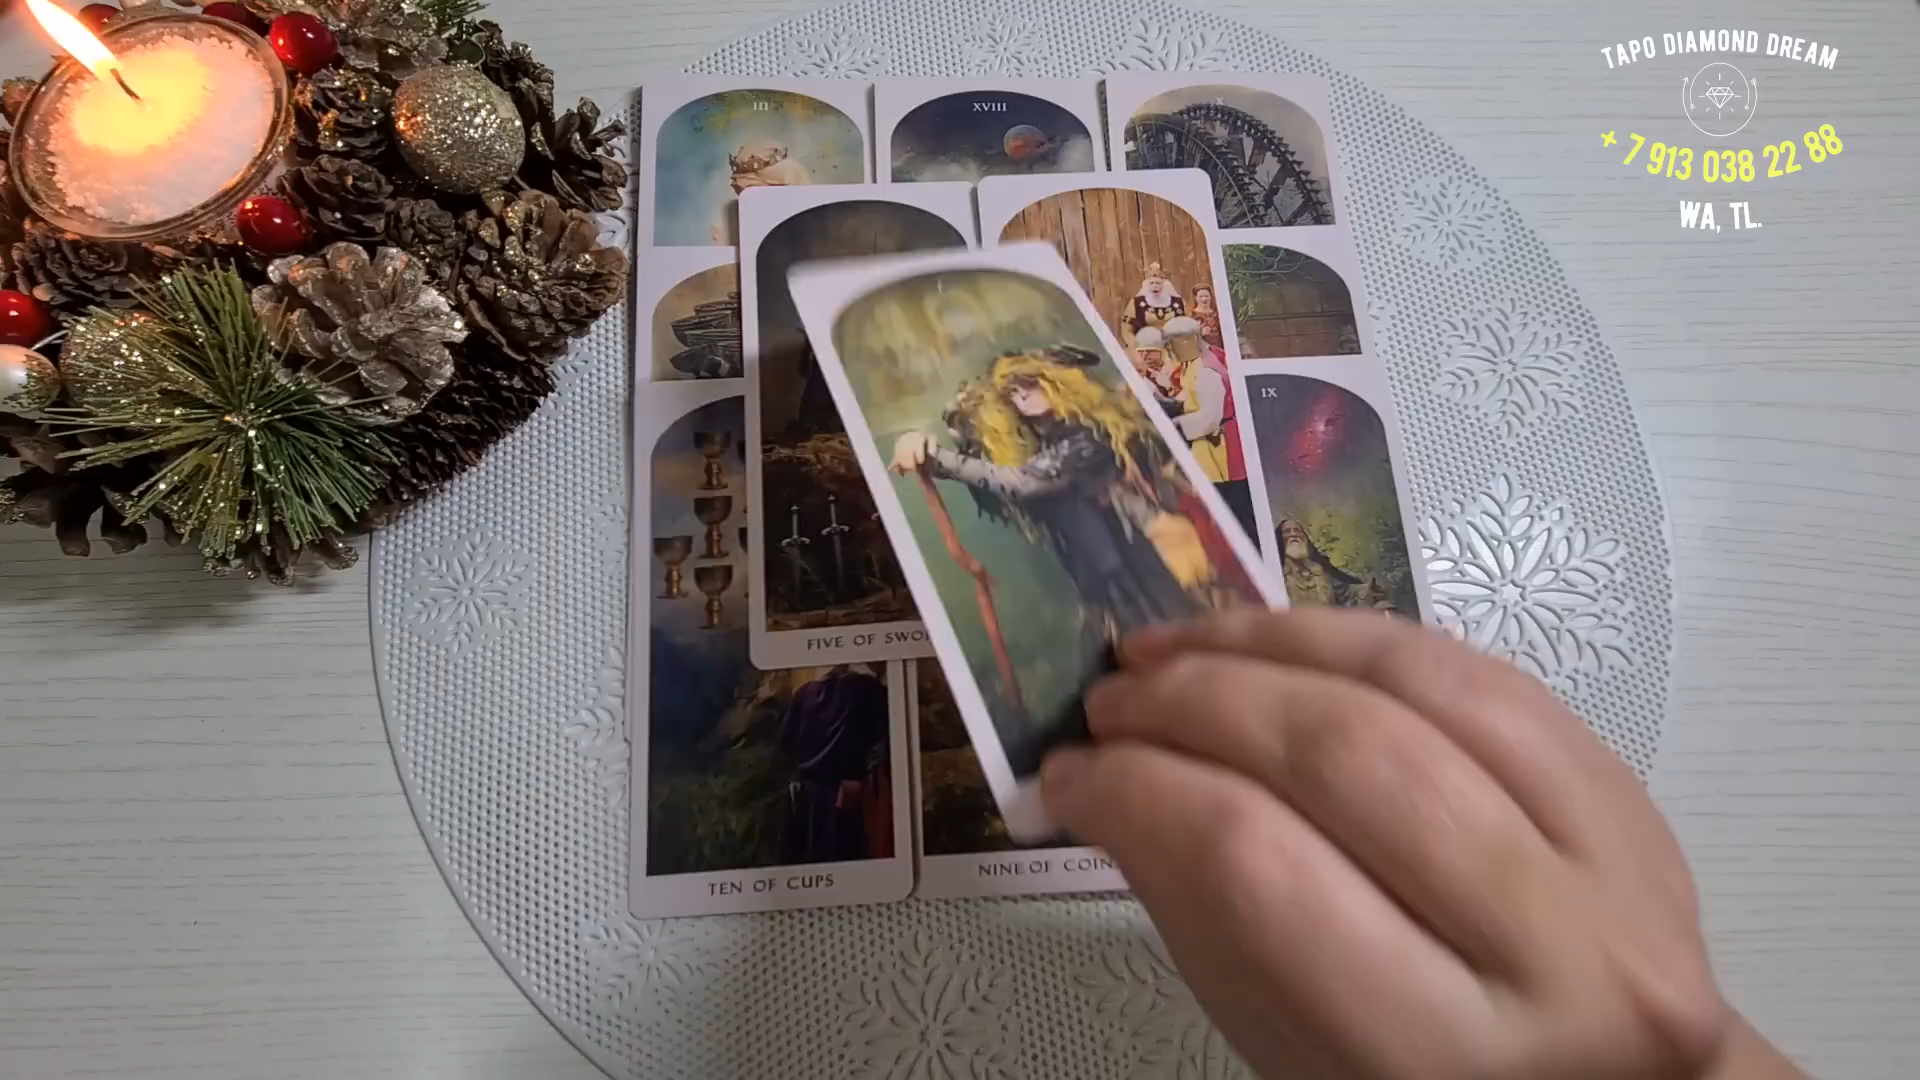 TAPO DIAMOND DREAM
+ 7 913 038 22 88
WA, TL.
III
XVIII
X
IX
FIVE OF SWO
TEN OF CUPS
NINE OF COIN